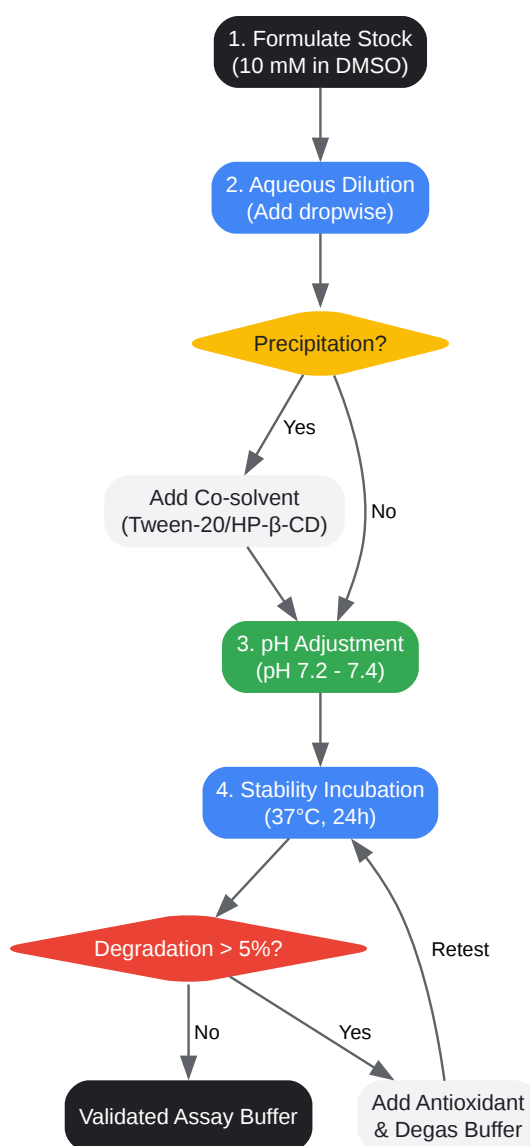 1. Formulate Stock
(10 mM in DMSO)
2. Aqueous Dilution
(Add dropwise)
Precipitation?
Yes
Add Co-solvent
(Tween-20/HP-β-CD)
No
3. pH Adjustment
(pH 7.2 - 7.4)
4. Stability Incubation
(37°C, 24h)
Degradation > 5%?
Retest
No
Yes
Validated Assay Buffer
Add Antioxidant
& Degas Buffer